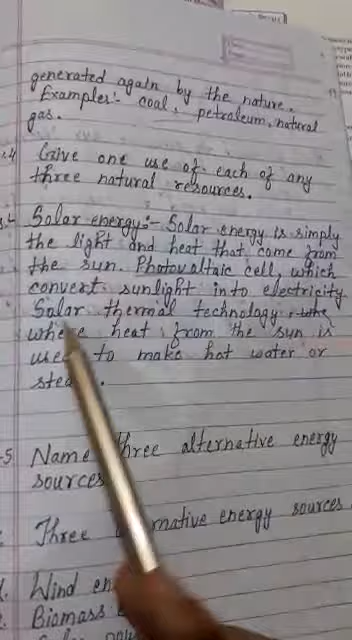 generated again by the nature.
Examples:- coal, petroleum, natural
gas.
Give one use of each of any
three natural resources.
Solar energy:- Solar energy is simply
the light and heat that come from
the sun. Photovoltaic cell, which
convert sunlight into electricity
Solar thermal technology, 
where heat from the sun is
to make hot water or
5 Name three alternative energy
sources
Three energy sources
Wind
Biomass